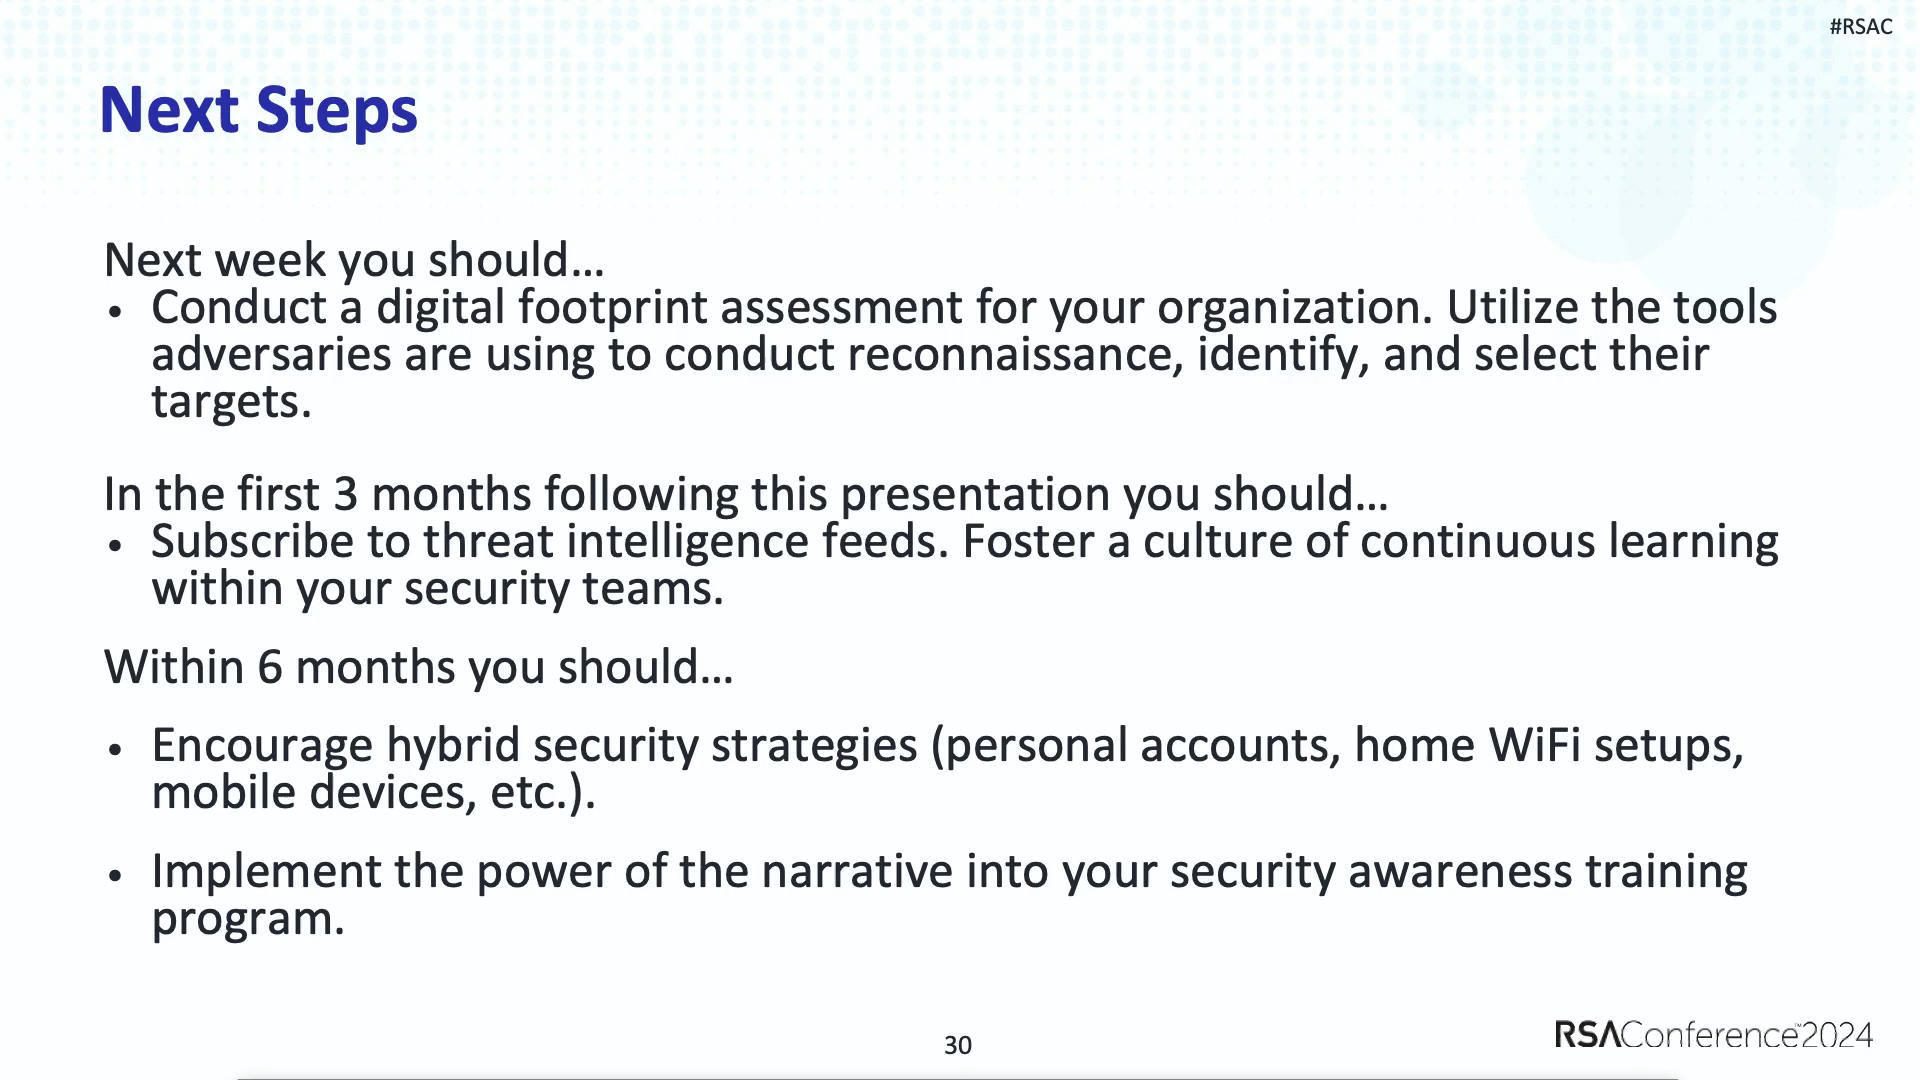 #RSAC
Next Steps
Next week you should…
• Conduct a digital footprint assessment for your organization. Utilize the tools
adversaries are using to conduct reconnaissance, identify, and select their
targets.
In the first 3 months following this presentation you should…
• Subscribe to threat intelligence feeds. Foster a culture of continuous learning
within your security teams.
Within 6 months you should…
• Encourage hybrid security strategies (personal accounts, home WiFi setups,
mobile devices, etc.).
• Implement the power of the narrative into your security awareness training
program.
30
RSAConference™2024